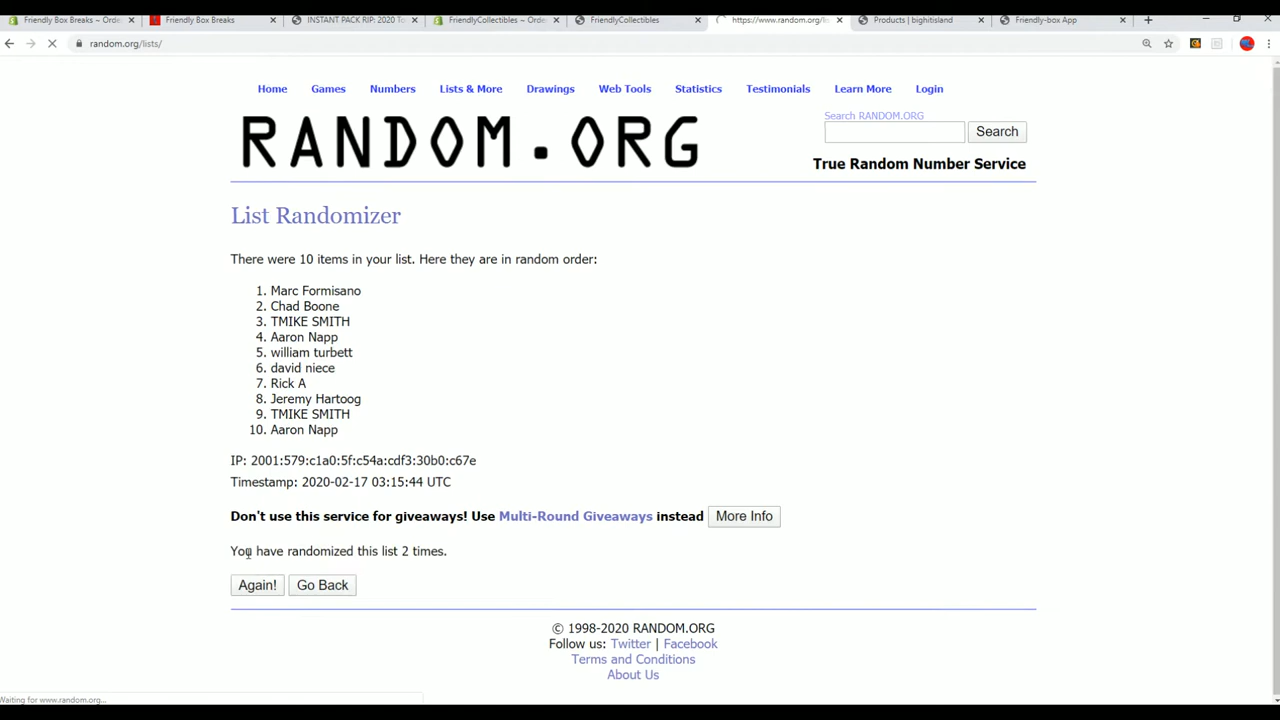 Friendly Box Breaks ~ Orde
Friendly Box Breaks
INSTANT PACK RIP: 2020 To
FriendlyCollectibles ~ Orde
FriendlyCollectibles
https://www.random.org/lis
Products | bighitisland
Friendly-box App
random.org/lists/
Home Games Numbers Lists & More Drawings Web Tools Statistics Testimonials Learn More Login
RANDOM.ORG
Search RANDOM.ORG
Search
True Random Number Service
List Randomizer
There were 10 items in your list. Here they are in random order:
1. Marc Formisano
2. Chad Boone
3. TMIKE SMITH
4. Aaron Napp
5. william turbett
6. david niece
7. Rick A
8. Jeremy Hartoog
9. TMIKE SMITH
10. Aaron Napp
IP: 2001:579:c1a0:5f:c54a:cdf3:30b0:c67e
Timestamp: 2020-02-17 03:15:44 UTC
Don't use this service for giveaways! Use Multi-Round Giveaways instead More Info
You have randomized this list 2 times.
Again! Go Back
© 1998-2020 RANDOM.ORG
Follow us: Twitter | Facebook
Terms and Conditions
About Us
Waiting for www.random.org...